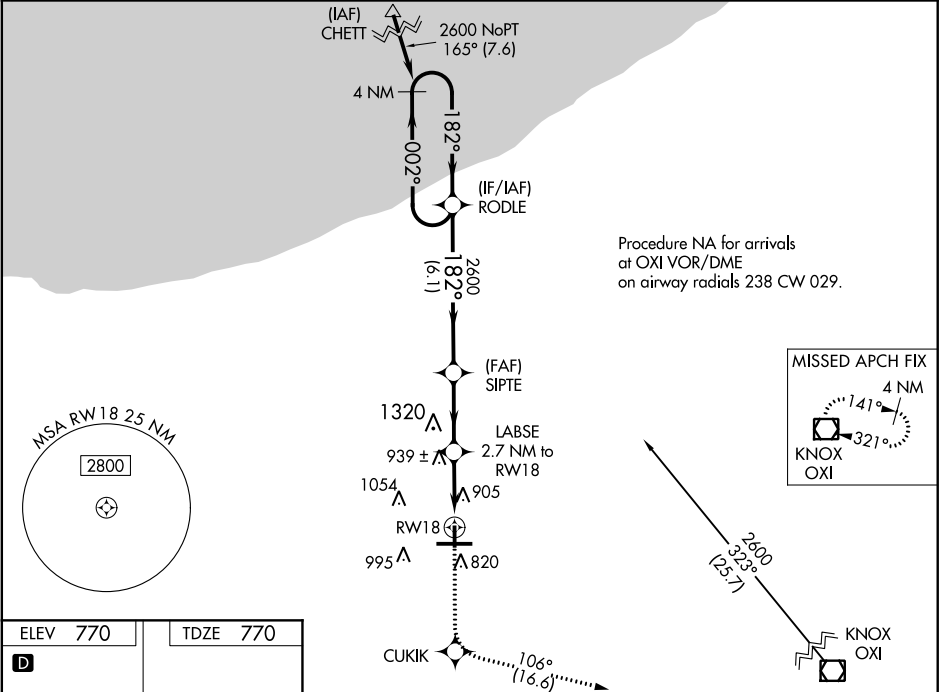 (IAF)
CHETT
2600 NoPT
165° (7.6)
4 NM
182°
002°
(IF/IAF)
RODLE
2600
182°
(6.1)
Procedure NA for arrivals
at OXI VOR/DME
on airway radials 238 CW 029.
(FAF)
SIPTE
MISSED APCH FIX
4 NM
141°
321°
KNOX
OXI
1320
LABSE
2.7 NM to
RW18
939 ±
MSA RW 18 25 NM
2800
1054
905
RW18
995
820
2600
323°
(25.7)
KNOX
OXI
CUKIK
106°
(16.6)
ELEV 770
TDZE 770
D